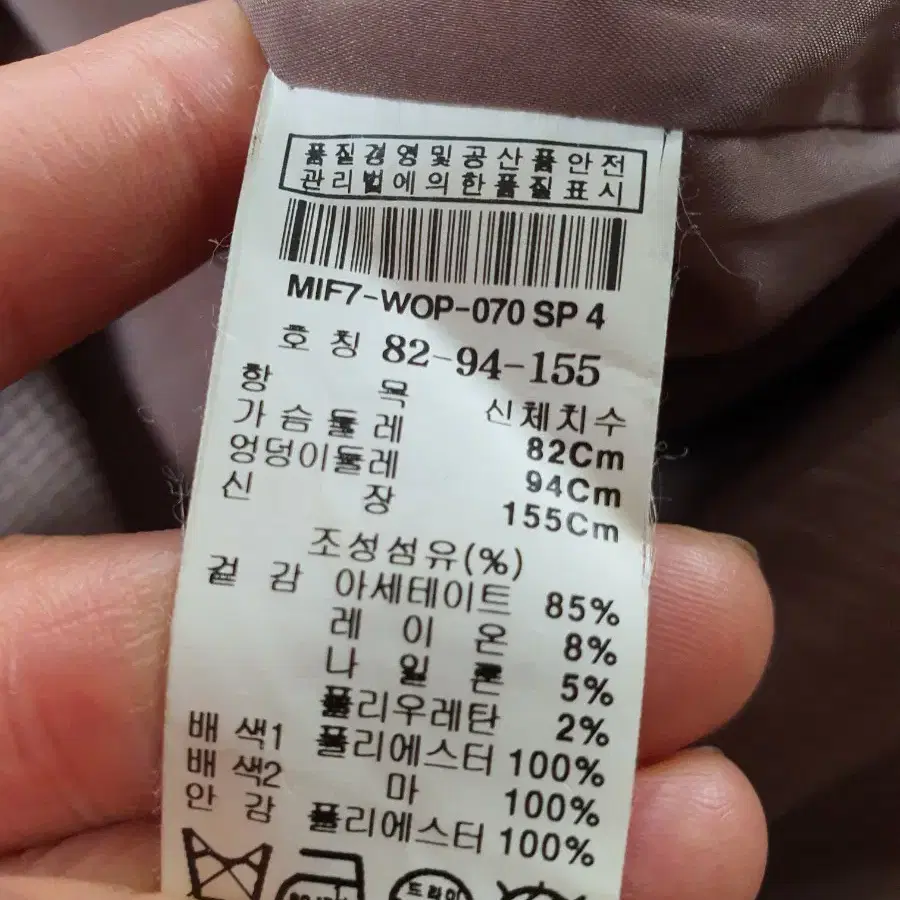 품질경영및공산품안전
관리법에의한품질표시
MIF7-WOP-070 SP 4
호 칭 82-94-155
항 목 신체치수
가슴둘레 82Cm
엉덩이둘레 94Cm
신 장 155Cm
조성섬유(%)
겉 감 아세테이트 85%
레 이 온 8%
나 일 론 5%
폴리우레탄 2%
배 색1 폴리에스터 100%
배 색2 마 100%
안 감 폴리에스터 100%
드라이